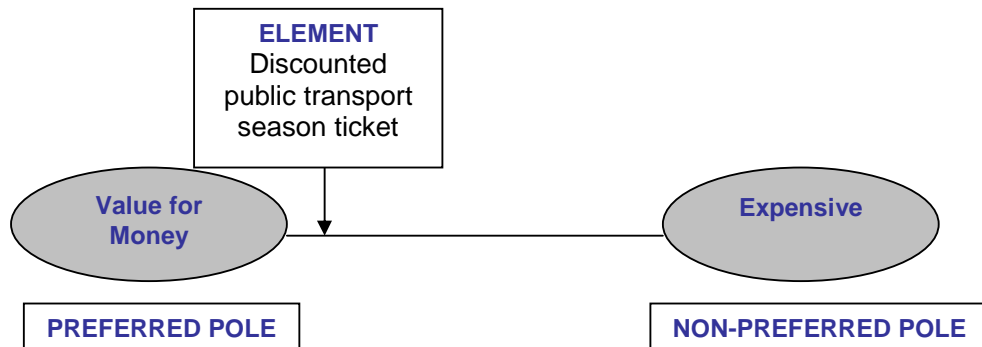 ELEMENT
Discounted
public transport
season ticket
Value for
Money
Expensive
PREFERRED POLE
NON-PREFERRED POLE